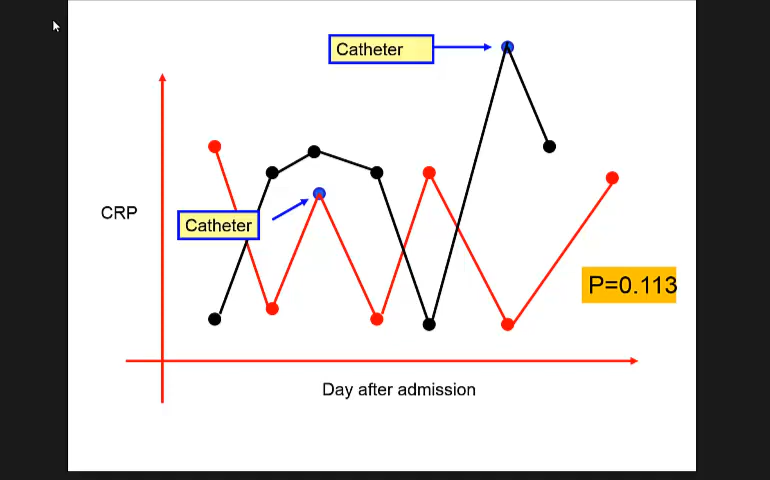 Catheter
CRP
Catheter
P=0.113
Day after admission